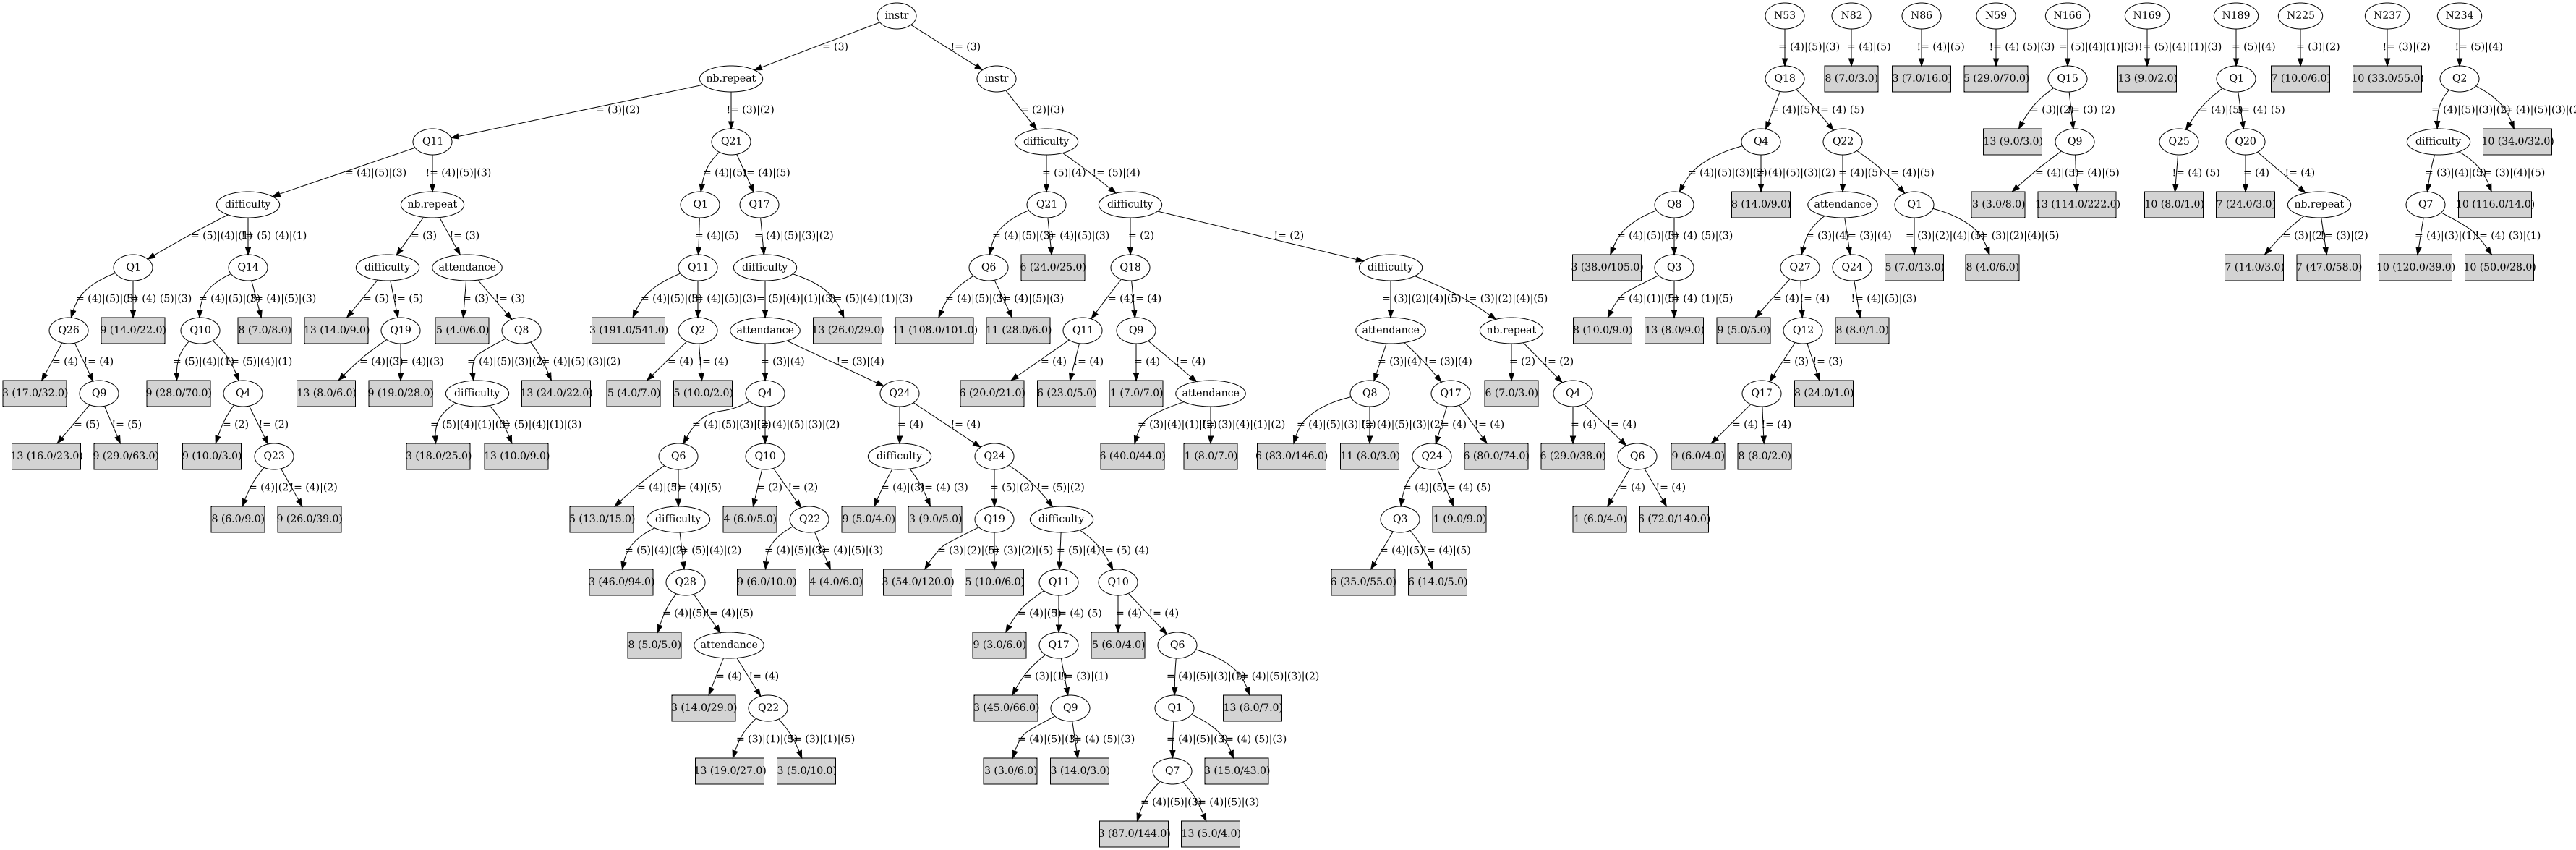 instr N53 N82 N86 N59 N166 N169 N189 N225 N237 N234
= (3) != (3) = (4)|(5)|(3) = (4)|(5) != (4)|(5) != (4)|(5)|(3) = (5)|(4)|(1)|(3) != (5)|(4)|(1)|(3) = (5)|(4) = (3)|(2) != (3)|(2) != (5)|(4)
nb.repeat instr Q18 8 (7.0/3.0) 3 (7.0/16.0) 5 (29.0/70.0) Q15 13 (9.0/2.0) Q1 7 (10.0/6.0) 10 (33.0/55.0) Q2
= (3)|(2) != (3)|(2) = (2)|(3) = (4)|(5) != (4)|(5) = (3)|(2) != (3)|(2) = (4)|(5) != (4)|(5) = (4)|(5)|(3)|(2)
Q11 Q21 difficulty Q4 Q22 13 (9.0/3.0) Q9 Q25 Q20 difficulty 10 (34.0/32.0)
= (4)|(5)|(3) != (4)|(5)|(3) = (4)|(5) != (4)|(5) = (5)|(4) != (5)|(4) = (4)|(5)|(3)|(2) != (4)|(5)|(3)|(2) = (4)|(5) != (4)|(5) = (4)|(5) != (4)|(5) != (4)|(5) = (4) != (4) = (3)|(4)|(5) != (3)|(4)|(5)
difficulty nb.repeat Q1 Q17 Q21 difficulty Q8 8 (14.0/9.0) attendance Q1 3 (3.0/8.0) 13 (114.0/222.0) 10 (8.0/1.0) 7 (24.0/3.0) nb.repeat Q7 10 (116.0/14.0)
= (5)|(4)|(1) != (5)|(4)|(1) = (3) != (3) = (4)|(5) = (4)|(5)|(3)|(2) = (4)|(5)|(3) != (4)|(5)|(3) = (2) != (2) = (4)|(5)|(3) != (4)|(5)|(3) = (3)|(4) != (3)|(4) = (3)|(2)|(4)|(5) != (3)|(2)|(4)|(5) = (3)|(2) != (3)|(2) = (4)|(3)|(1) != (4)|(3)|(1)
Q1 Q14 difficulty attendance Q11 difficulty Q6 6 (24.0/25.0) Q18 difficulty 3 (38.0/105.0) Q3 Q27 Q24 5 (7.0/13.0) 8 (4.0/6.0) 7 (14.0/3.0) 7 (47.0/58.0) 10 (120.0/39.0) 10 (50.0/28.0)
= (4)|(5)|(3) != (4)|(5)|(3) = (4)|(5)|(3) != (4)|(5)|(3) = (5) != (5) = (3) != (3) = (4)|(5)|(3) != (4)|(5)|(3) = (5)|(4)|(1)|(3) != (5)|(4)|(1)|(3) = (4)|(5)|(3) != (4)|(5)|(3) = (4) != (4) = (3)|(2)|(4)|(5) != (3)|(2)|(4)|(5) = (4)|(1)|(5) != (4)|(1)|(5) = (4) != (4) != (4)|(5)|(3)
Q26 9 (14.0/22.0) Q10 8 (7.0/8.0) 13 (14.0/9.0) Q19 5 (4.0/6.0) Q8 3 (191.0/541.0) Q2 attendance 13 (26.0/29.0) 11 (108.0/101.0) 11 (28.0/6.0) Q11 Q9 attendance nb.repeat 8 (10.0/9.0) 13 (8.0/9.0) 9 (5.0/5.0) Q12 8 (8.0/1.0)
= (4) != (4) = (5)|(4)|(1) != (5)|(4)|(1) = (4)|(3) != (4)|(3) = (4)|(5)|(3)|(2) != (4)|(5)|(3)|(2) = (4) != (4) = (3)|(4) != (3)|(4) = (4) != (4) = (4) != (4) = (3)|(4) != (3)|(4) = (2) != (2) = (3) != (3)
3 (17.0/32.0) Q9 9 (28.0/70.0) Q4 13 (8.0/6.0) 9 (19.0/28.0) difficulty 13 (24.0/22.0) 5 (4.0/7.0) 5 (10.0/2.0) Q4 Q24 6 (20.0/21.0) 6 (23.0/5.0) 1 (7.0/7.0) attendance Q8 Q17 6 (7.0/3.0) Q4 Q17 8 (24.0/1.0)
= (5) != (5) = (2) != (2) = (5)|(4)|(1)|(3) != (5)|(4)|(1)|(3) = (4)|(5)|(3)|(2) != (4)|(5)|(3)|(2) = (4) != (4) = (3)|(4)|(1)|(2) != (3)|(4)|(1)|(2) = (4)|(5)|(3)|(2) != (4)|(5)|(3)|(2) = (4) != (4) = (4) != (4) = (4) != (4)
13 (16.0/23.0) 9 (29.0/63.0) 9 (10.0/3.0) Q23 3 (18.0/25.0) 13 (10.0/9.0) Q6 Q10 difficulty Q24 6 (40.0/44.0) 1 (8.0/7.0) 6 (83.0/146.0) 11 (8.0/3.0) Q24 6 (80.0/74.0) 6 (29.0/38.0) Q6 9 (6.0/4.0) 8 (8.0/2.0)
= (4)|(2) != (4)|(2) = (4)|(5) != (4)|(5) = (2) != (2) = (4)|(3) != (4)|(3) = (5)|(2) != (5)|(2) = (4)|(5) != (4)|(5) = (4) != (4)
8 (6.0/9.0) 9 (26.0/39.0) 5 (13.0/15.0) difficulty 4 (6.0/5.0) Q22 9 (5.0/4.0) 3 (9.0/5.0) Q19 difficulty Q3 1 (9.0/9.0) 1 (6.0/4.0) 6 (72.0/140.0)
= (5)|(4)|(2) != (5)|(4)|(2) = (4)|(5)|(3) != (4)|(5)|(3) = (3)|(2)|(5) != (3)|(2)|(5) = (5)|(4) != (5)|(4) = (4)|(5) != (4)|(5)
3 (46.0/94.0) Q28 9 (6.0/10.0) 4 (4.0/6.0) 3 (54.0/120.0) 5 (10.0/6.0) Q11 Q10 6 (35.0/55.0) 6 (14.0/5.0)
= (4)|(5) != (4)|(5) = (4)|(5) != (4)|(5) = (4) != (4)
8 (5.0/5.0) attendance 9 (3.0/6.0) Q17 5 (6.0/4.0) Q6
= (4) != (4) = (3)|(1) != (3)|(1) = (4)|(5)|(3)|(2) != (4)|(5)|(3)|(2)
3 (14.0/29.0) Q22 3 (45.0/66.0) Q9 Q1 13 (8.0/7.0)
= (3)|(1)|(5) != (3)|(1)|(5) = (4)|(5)|(3) != (4)|(5)|(3) = (4)|(5)|(3) != (4)|(5)|(3)
13 (19.0/27.0) 3 (5.0/10.0) 3 (3.0/6.0) 3 (14.0/3.0) Q7 3 (15.0/43.0)
= (4)|(5)|(3) != (4)|(5)|(3)
3 (87.0/144.0) 13 (5.0/4.0)